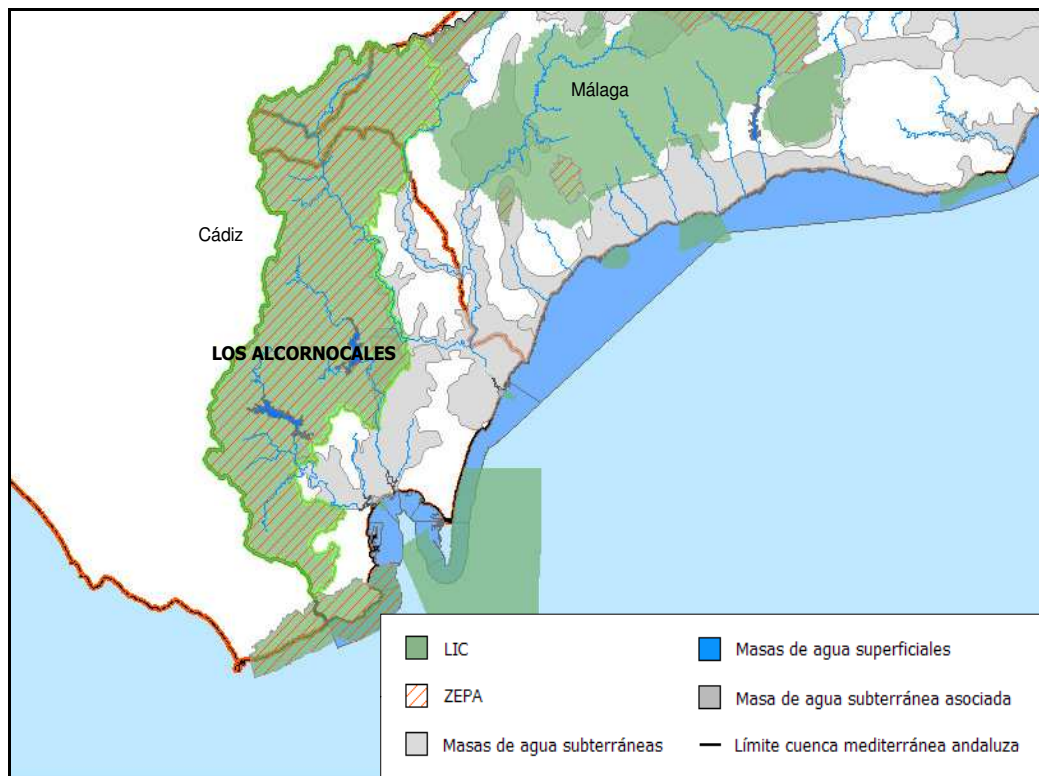 Málaga
Cádiz
LOS ALCORNOCALES
LIC
Masas de agua superficiales
ZEPA
Masa de agua subterránea asociada
Masas de agua subterráneas
Límite cuenca mediterránea andaluza